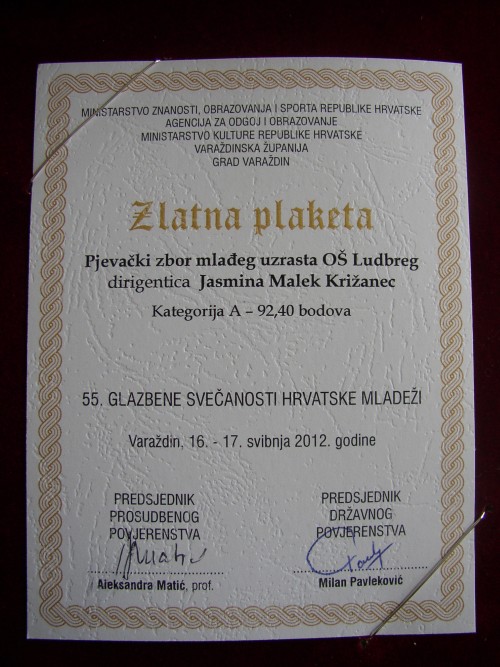 MINISTARSTVO ZNANOSTI, OBRAZOVANJA I SPORTA REPUBLIKE HRVATSKE
AGENCIJA ZA ODGOJ I OBRAZOVANJE
MINISTARSTVO KULTURE REPUBLIKE HRVATSKE
VARAŽDINSKA ŽUPANIJA
GRAD VARAŽDIN
Zlatna plaketa
Pjevački zbor mlađeg uzrasta OŠ Ludbreg
dirigentica Jasmina Malek Križanec
Kategorija A – 92,40 bodova
55. GLAZBENE SVEČANOSTI HRVATSKE MLADEŽI
Varaždin, 16. - 17. svibnja 2012. godine
PREDSJEDNIK
PROSUDBENOG
POVJERENSTVA
Aleksandra Matić, prof.
PREDSJEDNIK
DRŽAVNOG
POVJERENSTVA
Milan Pavleković